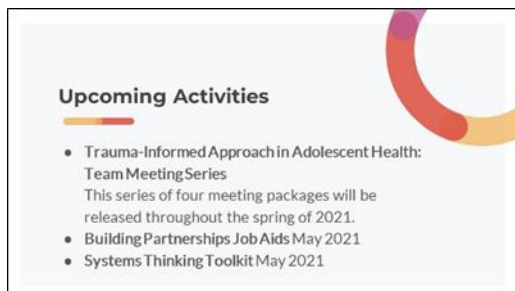 Upcoming Activities
● Trauma-Informed Approach in Adolescent Health:
Team Meeting Series
This series of four meeting packages will be
released throughout the spring of 2021.
● Building Partnerships Job Aids May 2021
● Systems Thinking Toolkit May 2021